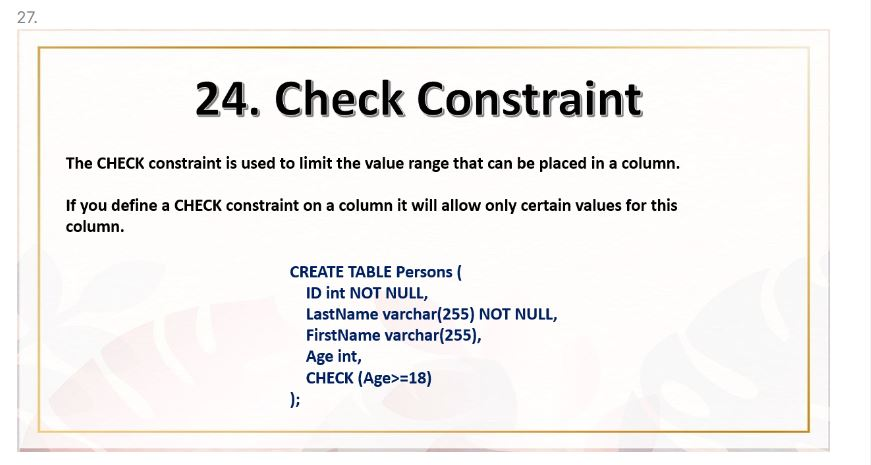 27.
24. Check Constraint
The CHECK constraint is used to limit the value range that can be placed in a column.
If you define a CHECK constraint on a column it will allow only certain values for this
column.
CREATE TABLE Persons (
ID int NOT NULL,
LastName varchar(255) NOT NULL,
FirstName varchar(255),
Age int,
CHECK (Age>=18)
);